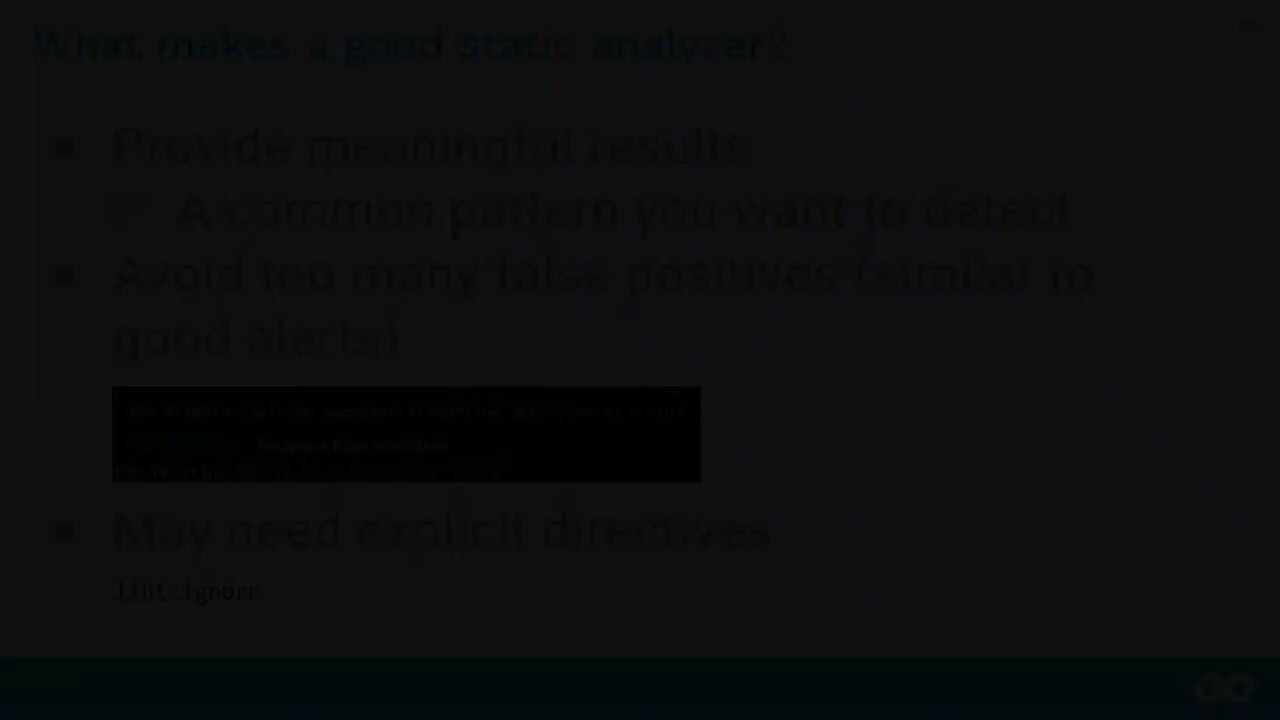 What makes a good static analyzer?
Provide meaningful results
A common pattern you want to detect
Avoid too many false positives (similar to
good alerts)
May need explicit directives
lint:ignore
GO